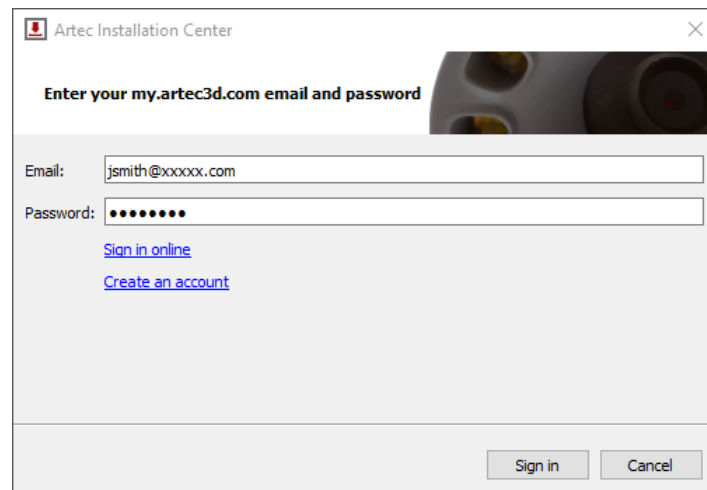 Artec Installation Center
Enter your my.artec3d.com email and password
Email: jsmith@xxxxx.com
Password: ●●●●●●●●
Sign in online
Create an account
Sign in Cancel